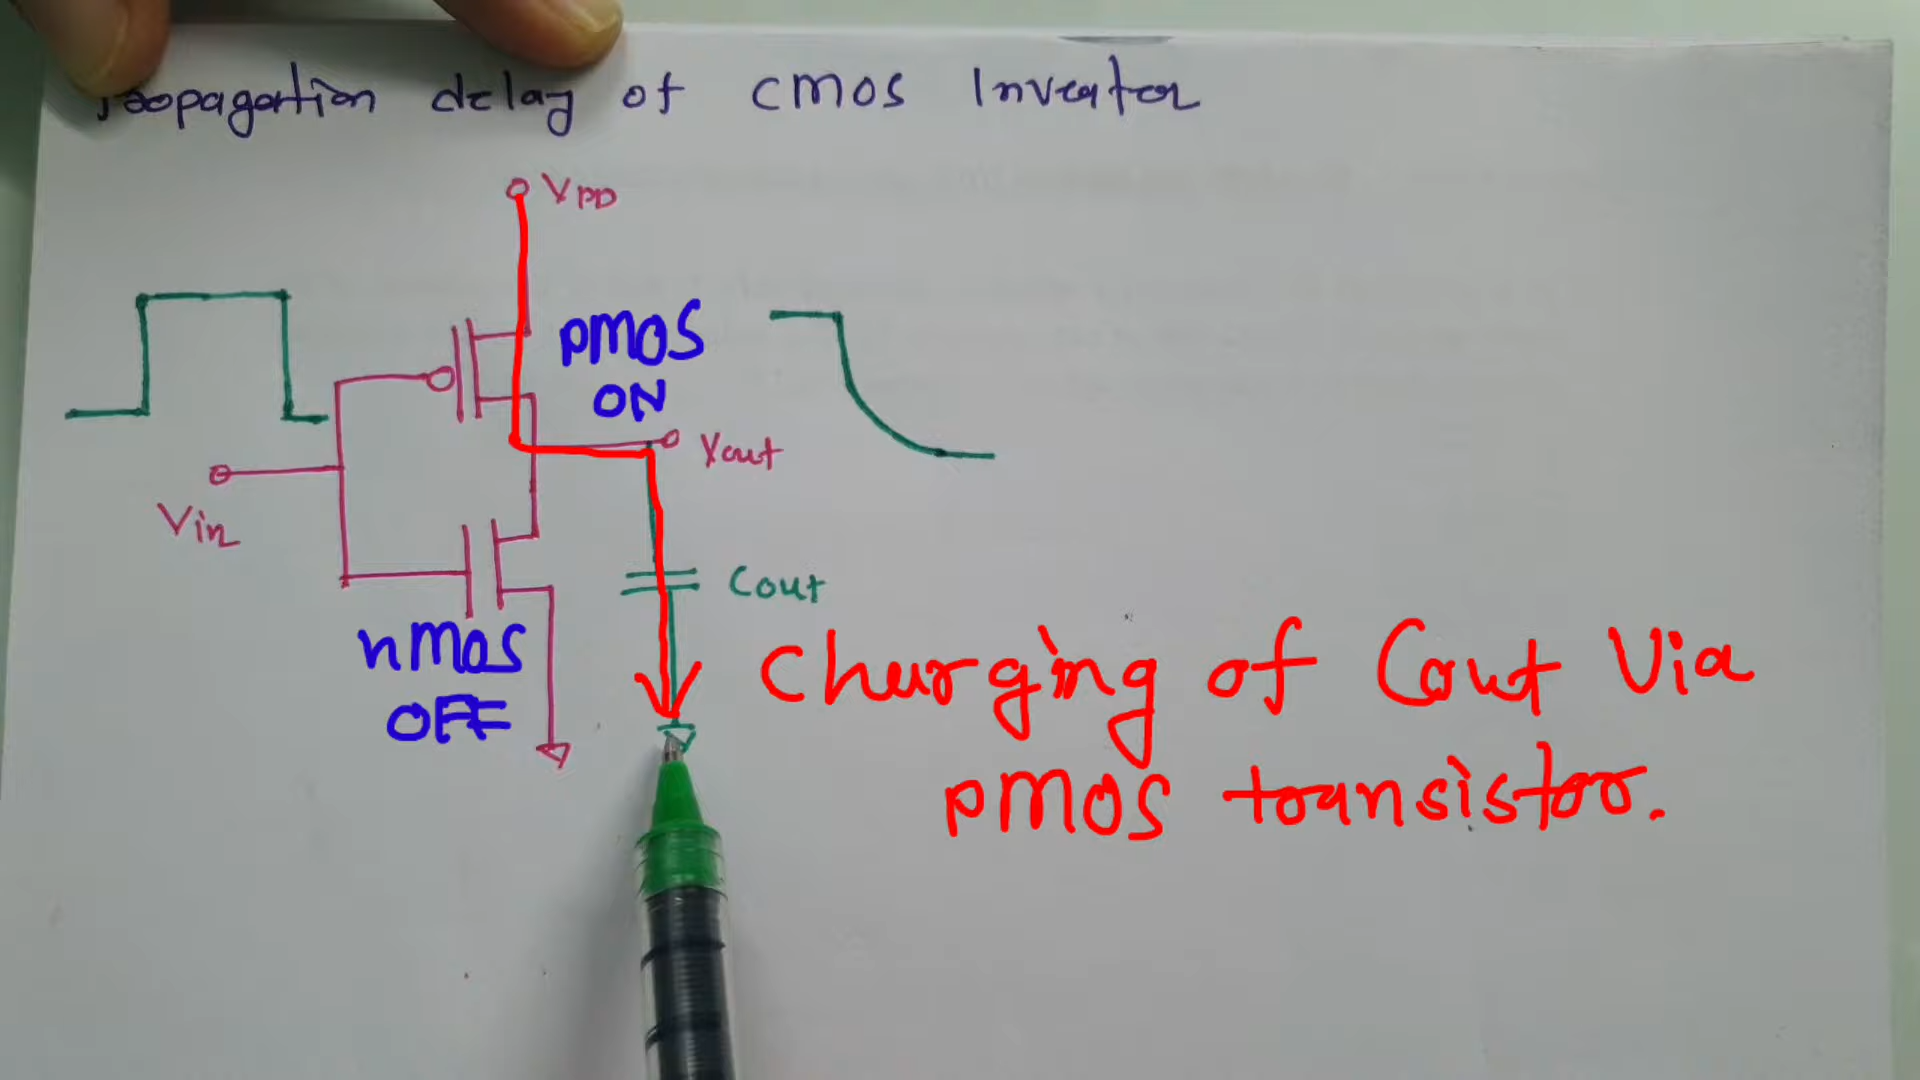 Propagation delay of CMOS Inverter
VDD
PMOS
ON
Vout
Vin
Cout
nMOS
OFF
Charging of Cout Via
PMOS transistor.